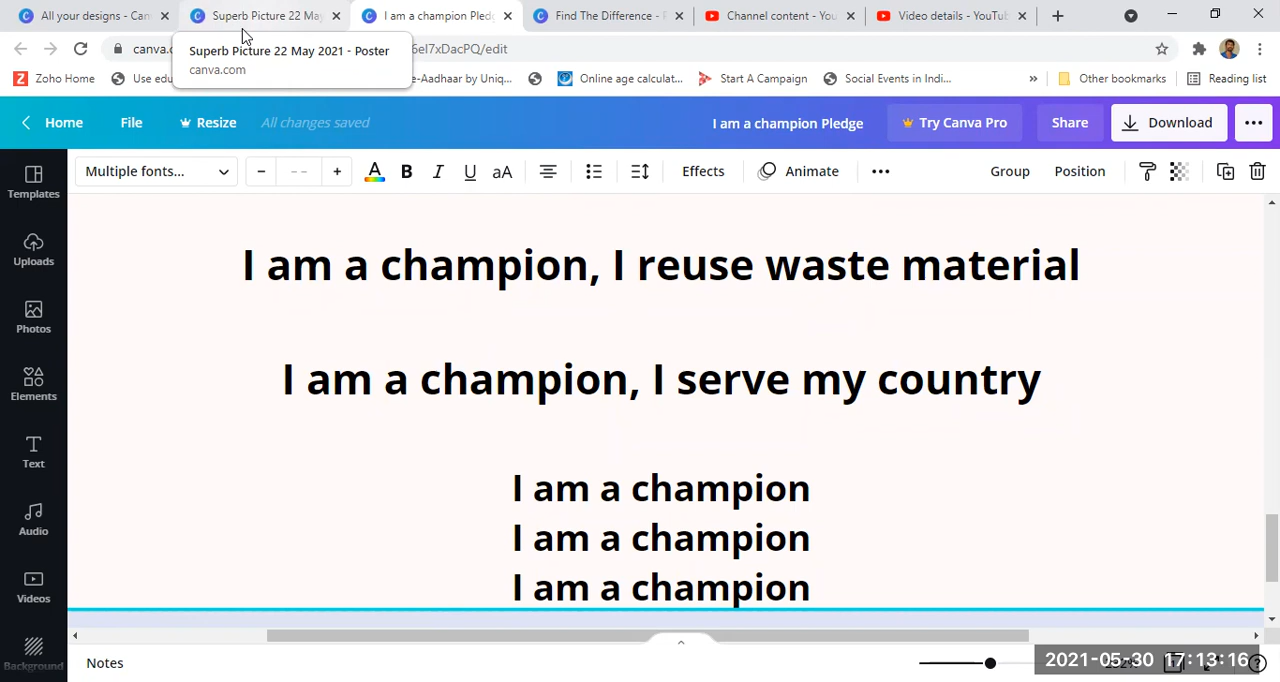 All your designs - Can
Superb Picture 22 May
I am a champion Pledg
Find The Difference - P
Channel content - You
Video details - YouTub
canva.c
6el7xDacPQ/edit
Superb Picture 22 May 2021 - Poster
canva.com
Zoho Home
Use edu
e-Aadhaar by Uniq...
Online age calculat...
Start A Campaign
Social Events in Indi...
»
Other bookmarks
Reading list
Home
File
Resize
All changes saved
I am a champion Pledge
Try Canva Pro
Share
Download
Multiple fonts...
- -
A
B
I
U
aA
Effects
Animate
Group
Position
Templates
Uploads
Photos
Elements
Text
Audio
Videos
Background
I am a champion, I reuse waste material
I am a champion, I serve my country
I am a champion
I am a champion
I am a champion
Notes
2021-05-30 17:13:16